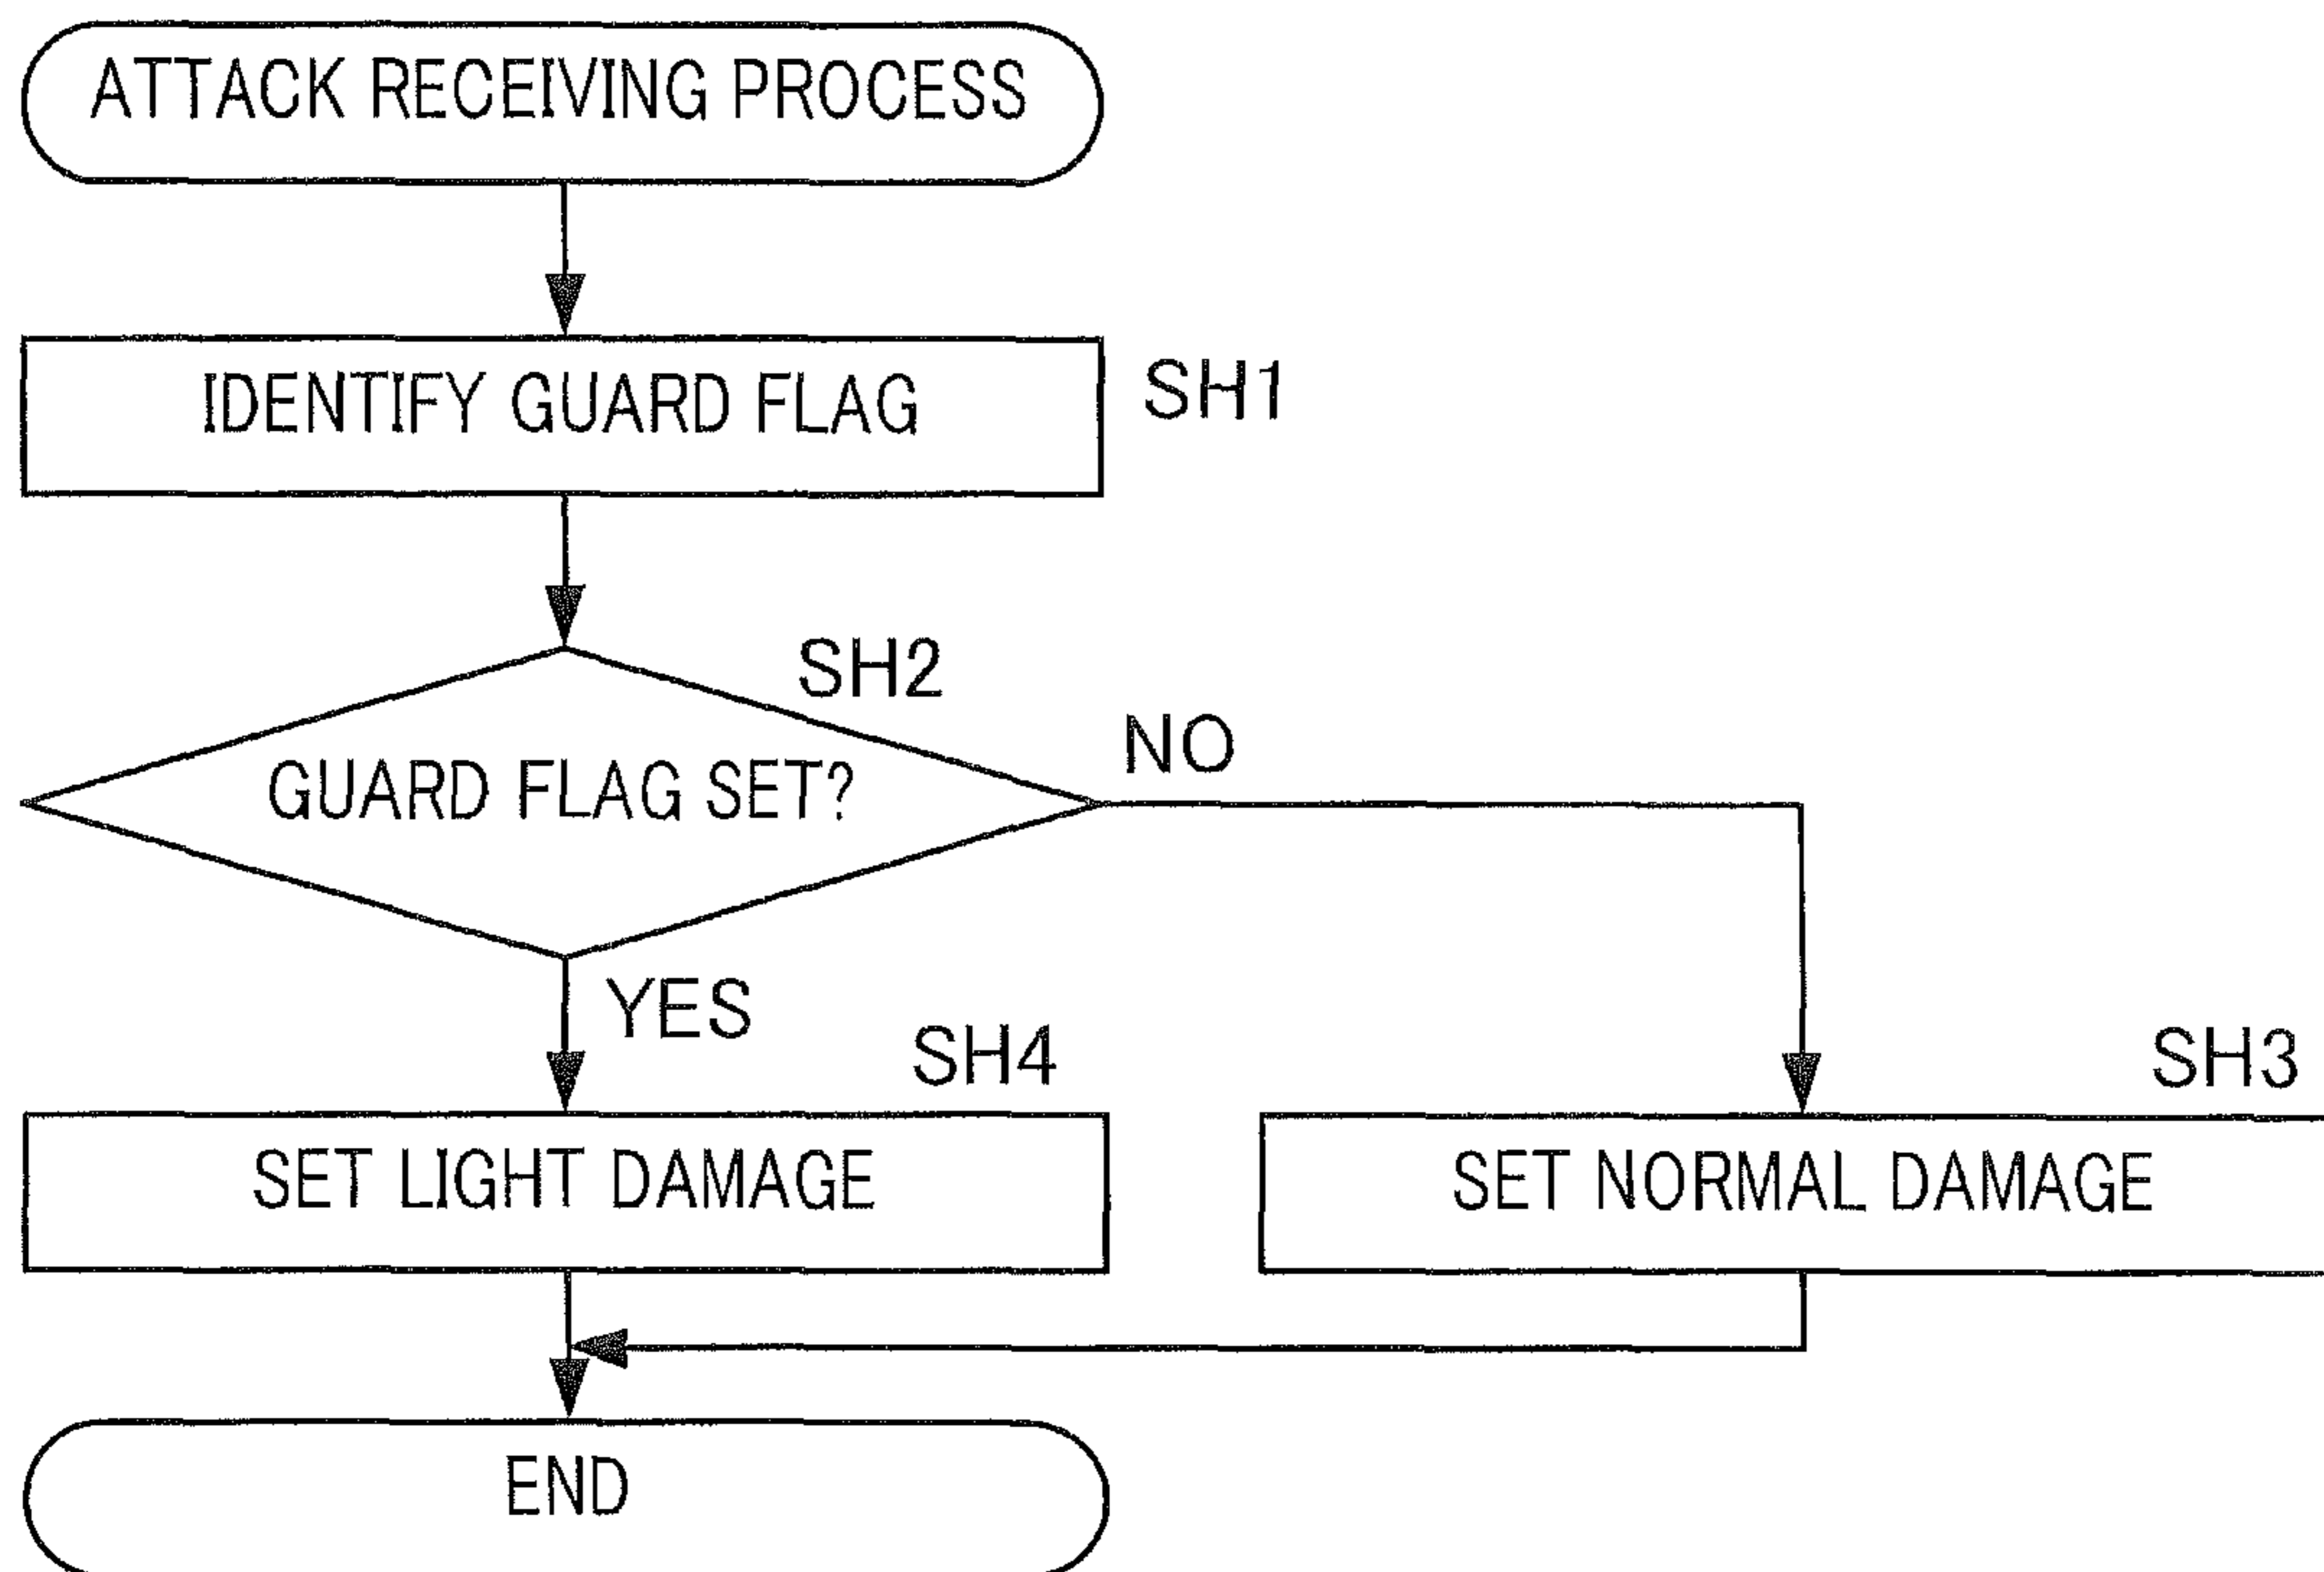 ATTACK RECEIVING PROCESS
IDENTIFY GUARD FLAG
SH1
SH2
GUARD FLAG SET?
NO
YES
SH4
SET LIGHT DAMAGE
SH3
SET NORMAL DAMAGE
END